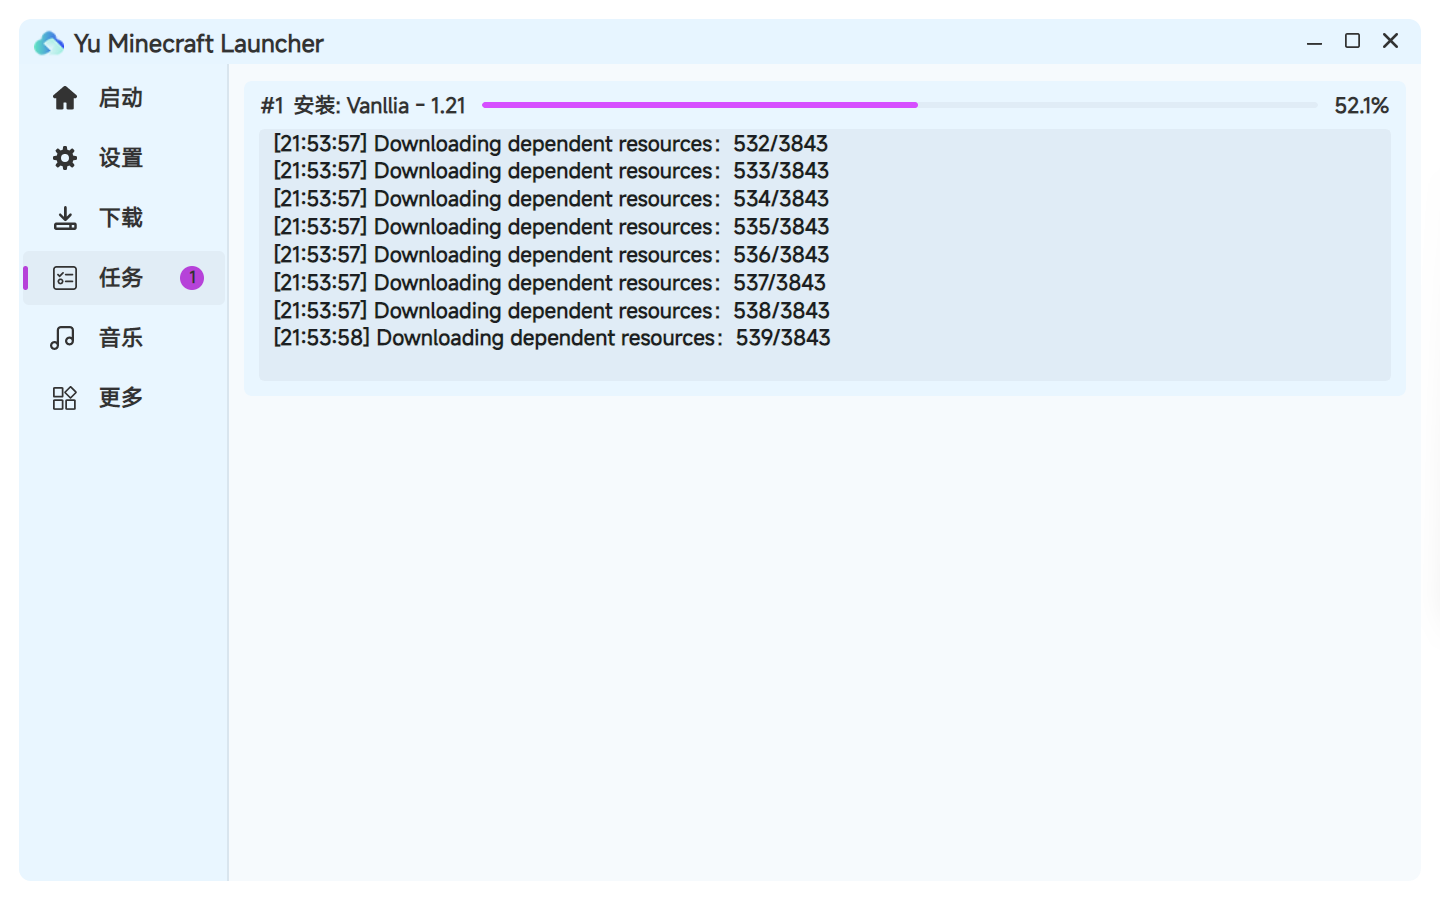 Yu Minecraft Launcher
启动
设置
下载
任务 1
音乐
更多
#1 安装: Vanllia - 1.21 52.1%
[21:53:57] Downloading dependent resources：532/3843
[21:53:57] Downloading dependent resources：533/3843
[21:53:57] Downloading dependent resources：534/3843
[21:53:57] Downloading dependent resources：535/3843
[21:53:57] Downloading dependent resources：536/3843
[21:53:57] Downloading dependent resources：537/3843
[21:53:57] Downloading dependent resources：538/3843
[21:53:58] Downloading dependent resources：539/3843